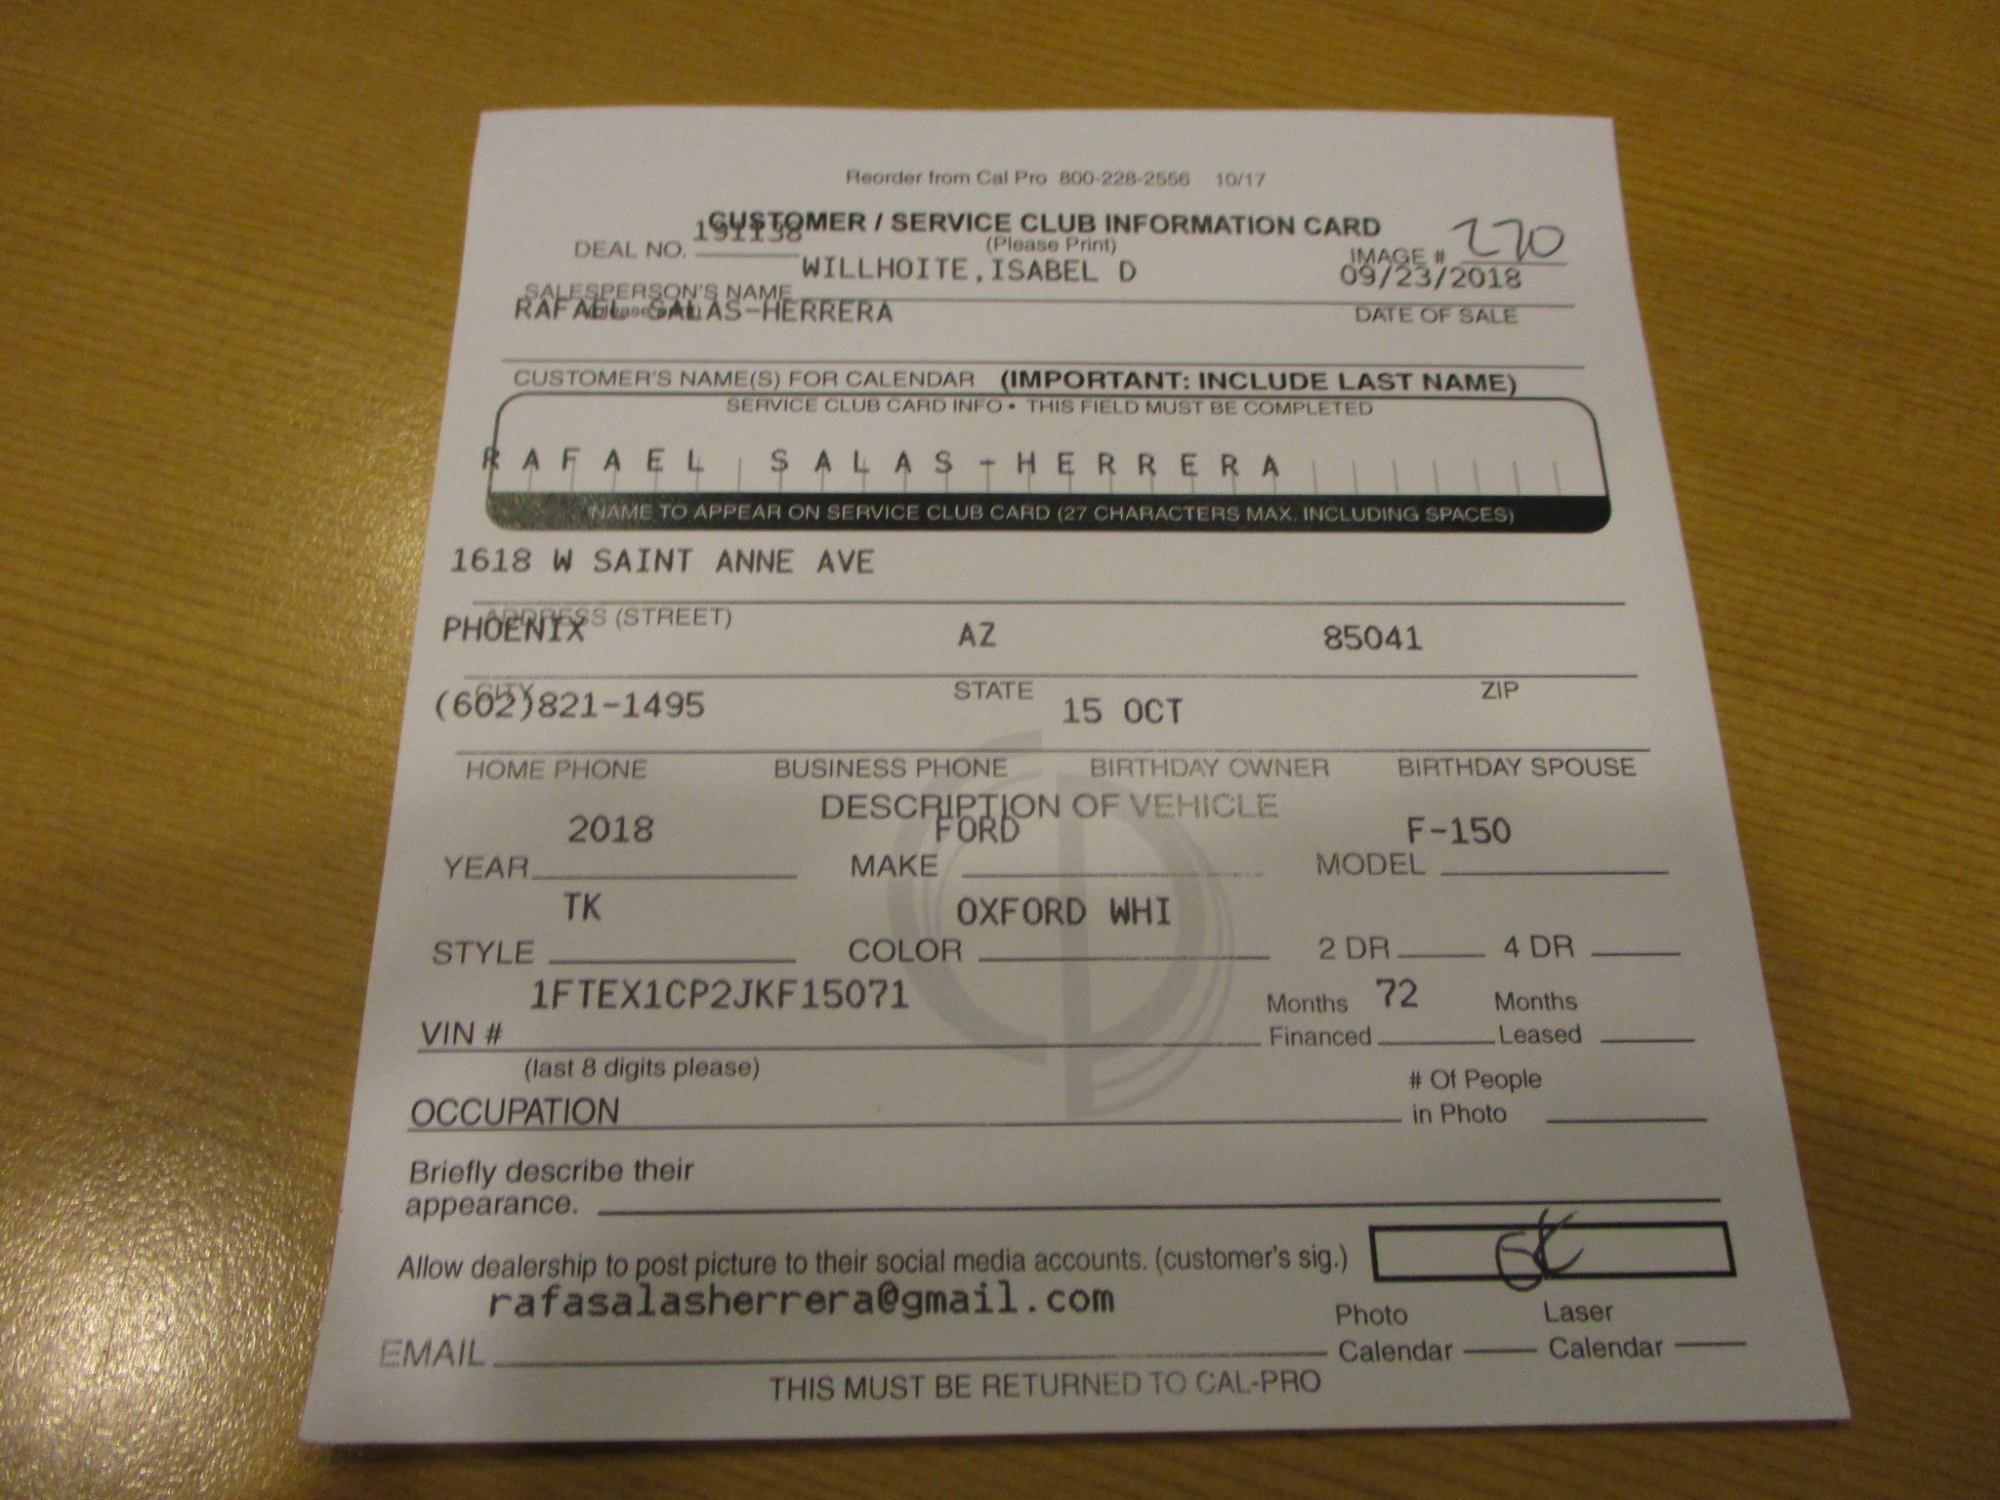 Reorder from Cal Pro 800-228-2556 10/17
CUSTOMER / SERVICE CLUB INFORMATION CARD
(Please Print)
DEAL NO. 191138
IMAGE # 270
WILLHOITE,ISABEL D 09/23/2018
SALESPERSON'S NAME
(please print)
DATE OF SALE
RAFAEL SALAS-HERRERA
CUSTOMER'S NAME(S) FOR CALENDAR (IMPORTANT: INCLUDE LAST NAME)
SERVICE CLUB CARD INFO • THIS FIELD MUST BE COMPLETED
RAFAEL SALAS-HERRERA
NAME TO APPEAR ON SERVICE CLUB CARD (27 CHARACTERS MAX. INCLUDING SPACES)
1618 W SAINT ANNE AVE
ADDRESS (STREET)
PHOENIX AZ 85041
CITY STATE ZIP
(602)821-1495 15 OCT
HOME PHONE BUSINESS PHONE BIRTHDAY OWNER BIRTHDAY SPOUSE
DESCRIPTION OF VEHICLE
2018 FORD F-150
YEAR MAKE MODEL
TK OXFORD WHI
STYLE COLOR 2 DR 4 DR
1FTEX1CP2JKF15071 Months 72 Months
VIN # Financed Leased
(last 8 digits please)
# Of People
OCCUPATION in Photo
Briefly describe their
appearance.
Allow dealership to post picture to their social media accounts. (customer's sig.)
rafasalasherrera@gmail.com
Photo Laser
EMAIL Calendar Calendar
THIS MUST BE RETURNED TO CAL-PRO